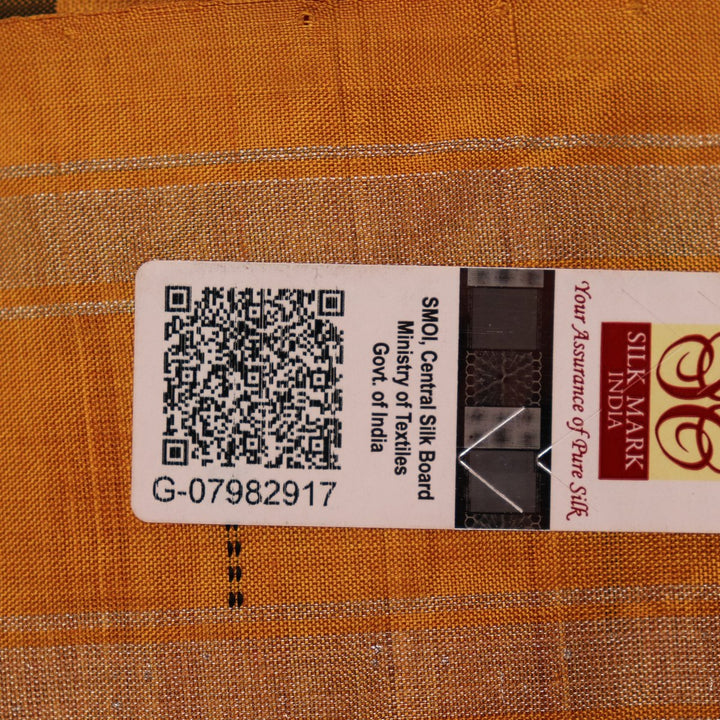 G-07982917
SMOI, Central Silk Board
Ministry of Textiles
Govt. of India
Your Assurance of Pure Silk
SILK MARK
INDIA